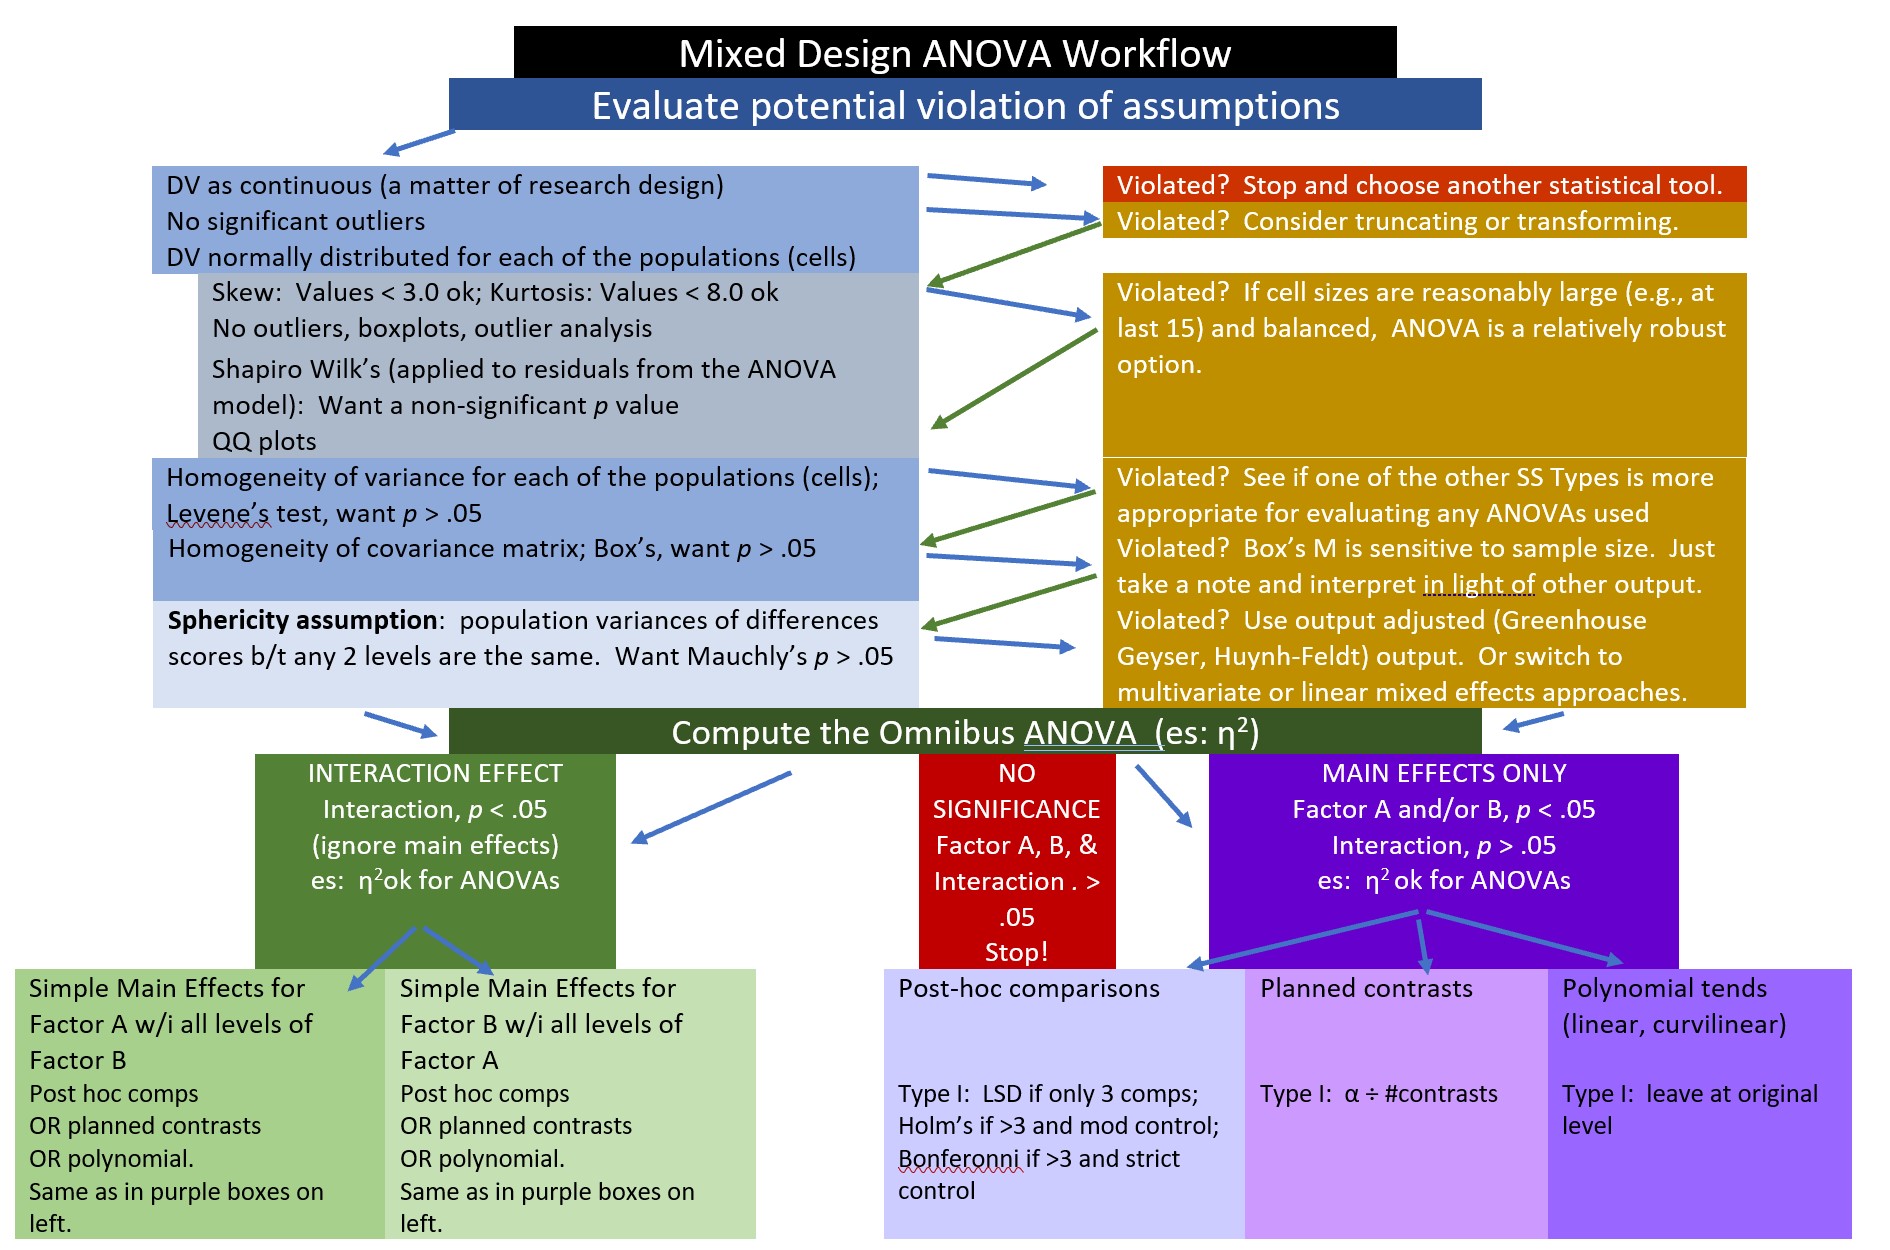 Mixed Design ANOVA Workflow
Evaluate potential violation of assumptions
DV as continuous (a matter of research design)
No significant outliers
DV normally distributed for each of the populations (cells)
Skew:  Values < 3.0 ok; Kurtosis: Values < 8.0 ok
No outliers, boxplots, outlier analysis
Shapiro Wilk’s (applied to residuals from the ANOVA
model):  Want a non-significant p value
QQ plots
Homogeneity of variance for each of the populations (cells);
Levene’s test, want p > .05
Homogeneity of covariance matrix; Box’s, want p > .05
Sphericity assumption:  population variances of differences
scores b/t any 2 levels are the same.  Want Mauchly’s p > .05
Violated?  Stop and choose another statistical tool.
Violated?  Consider truncating or transforming.
Violated?  If cell sizes are reasonably large (e.g., at
last 15) and balanced,  ANOVA is a relatively robust
option.
Violated?  See if one of the other SS Types is more
appropriate for evaluating any ANOVAs used
Violated?  Box’s M is sensitive to sample size.  Just
take a note and interpret in light of other output.
Violated?  Use output adjusted (Greenhouse
Geyser, Huynh-Feldt) output.  Or switch to
multivariate or linear mixed effects approaches.
Compute the Omnibus ANOVA  (es: η²)
INTERACTION EFFECT
Interaction, p < .05
(ignore main effects)
es:  η²ok for ANOVAs
NO
SIGNIFICANCE
Factor A, B, &
Interaction . >
.05
Stop!
MAIN EFFECTS ONLY
Factor A and/or B, p < .05
Interaction, p > .05
es:  η² ok for ANOVAs
Simple Main Effects for
Factor A w/i all levels of
Factor B
Post hoc comps
OR planned contrasts
OR polynomial.
Same as in purple boxes on
left.
Simple Main Effects for
Factor B w/i all levels of
Factor A
Post hoc comps
OR planned contrasts
OR polynomial.
Same as in purple boxes on
left.
Post-hoc comparisons
Type I:  LSD if only 3 comps;
Holm’s if >3 and mod control;
Bonferonni if >3 and strict
control
Planned contrasts
Type I:  α ÷ #contrasts
Polynomial tends
(linear, curvilinear)
Type I:  leave at original
level